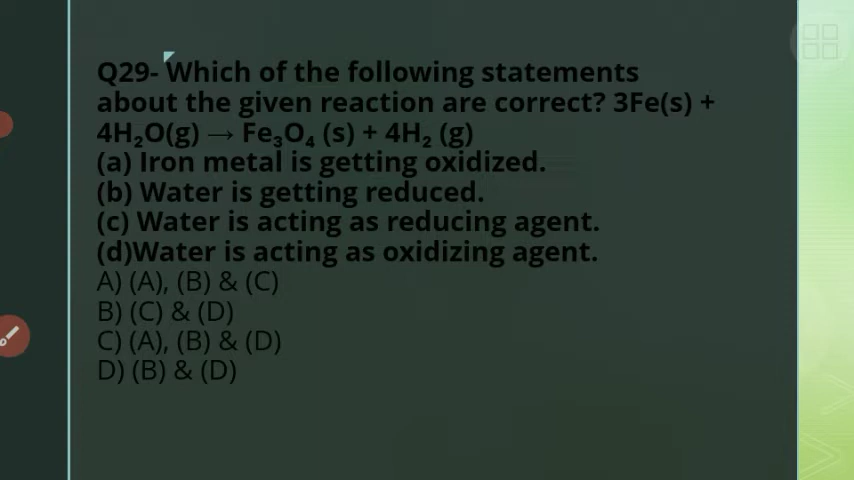 Q29- Which of the following statements
about the given reaction are correct? 3Fe(s) +
4H₂O(g) → Fe₃O₄ (s) + 4H₂ (g)
(a) Iron metal is getting oxidized.
(b) Water is getting reduced.
(c) Water is acting as reducing agent.
(d)Water is acting as oxidizing agent.
A) (A), (B) & (C)
B) (C) & (D)
C) (A), (B) & (D)
D) (B) & (D)